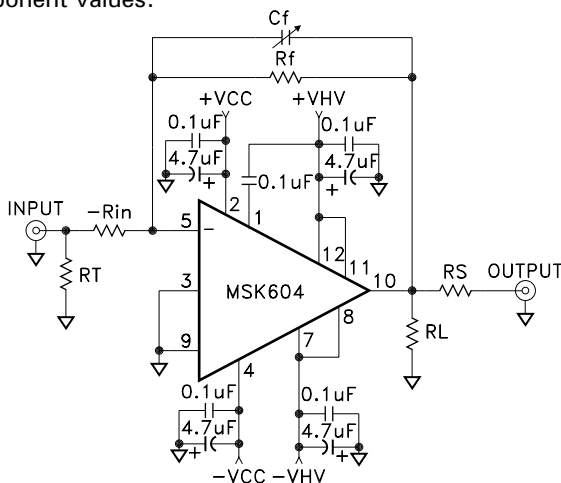 ponent values.
Cf
Rf
+VCC
+VHV
0.1uF
0.1uF
4.7uF
4.7uF
+
+
0.1uF
INPUT
-Rin
5
-
2
1
12
11
RT
3
MSK604
10
RS
OUTPUT
8
RL
9
7
4
0.1uF
0.1uF
4.7uF
4.7uF
+
+
-VCC
-VHV